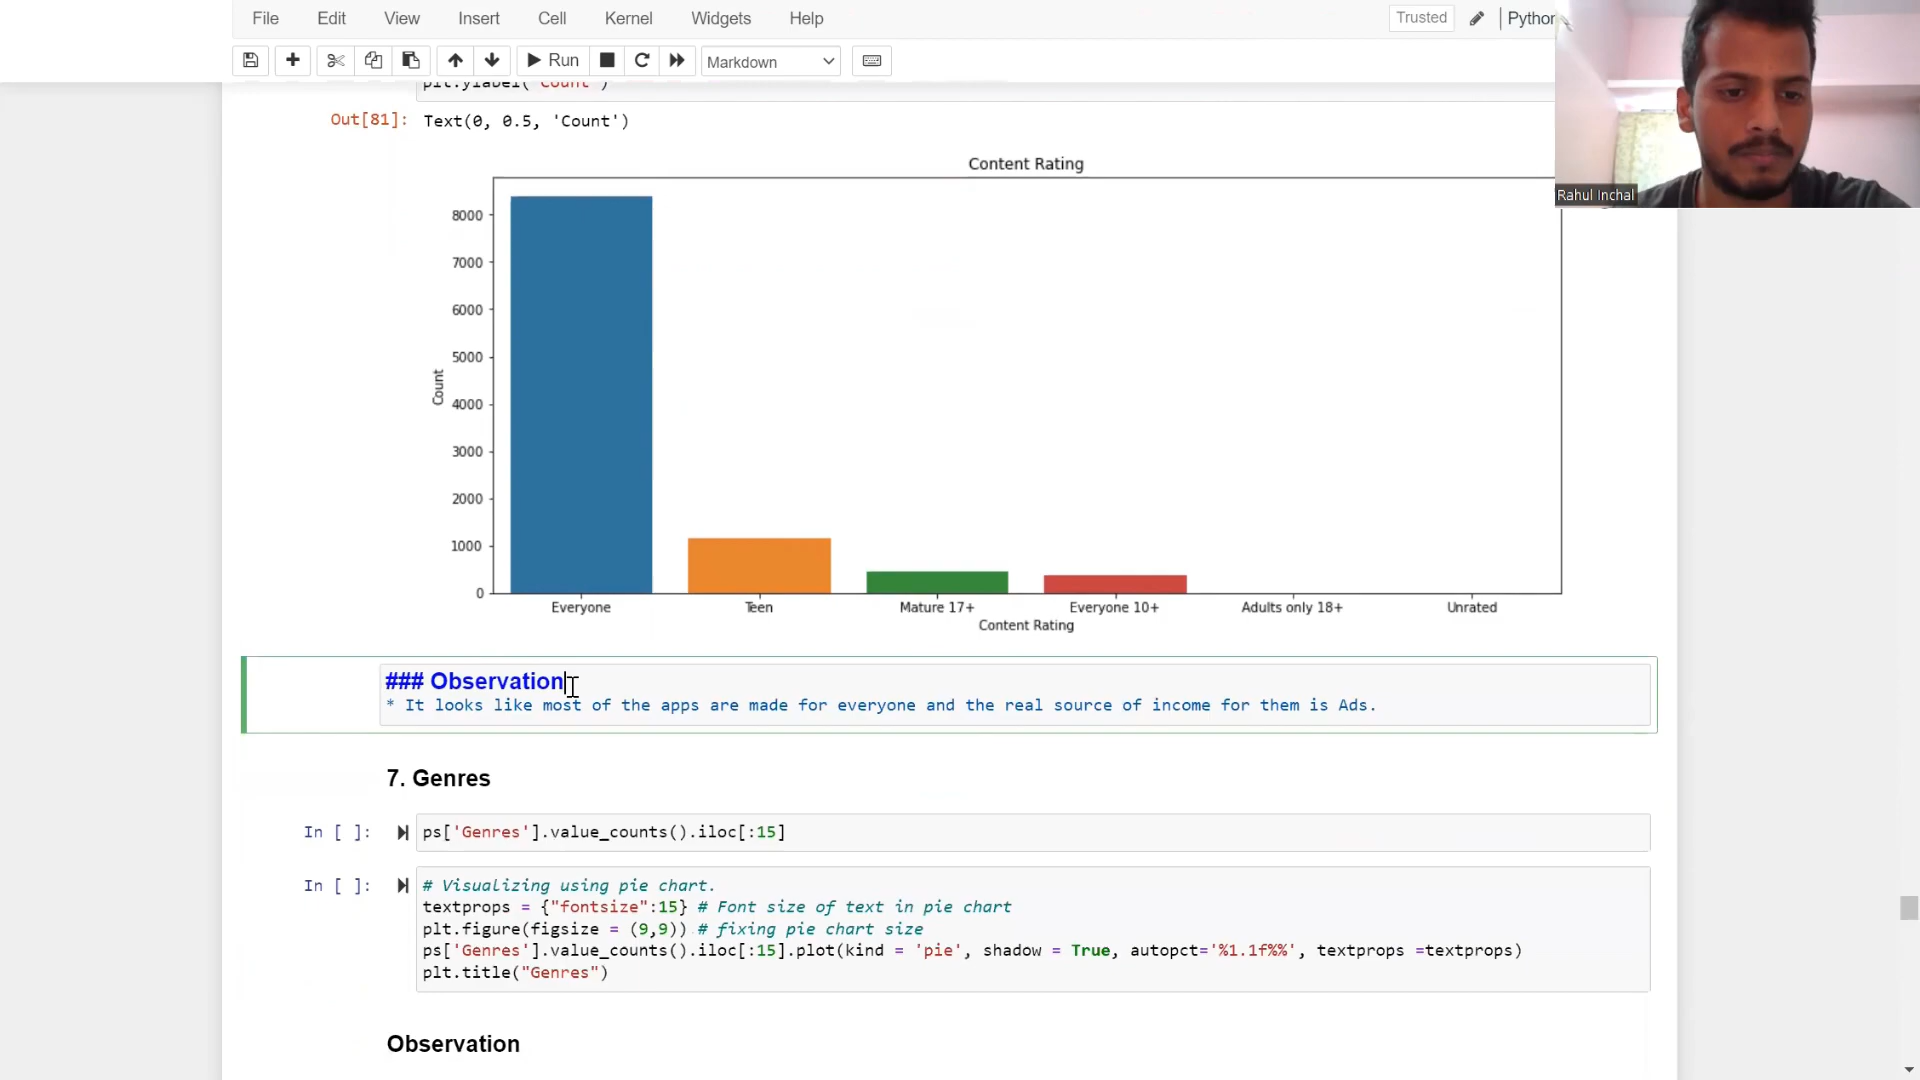 File Edit View Insert Cell Kernel Widgets Help Trusted Python
Run Markdown
plt.ylabel('Count')
Out[81]: Text(0, 0.5, 'Count')
Rahul Inchal
Content Rating
8000
7000
6000
5000
4000
3000
2000
1000
0
Count
Everyone Teen Mature 17+ Everyone 10+ Adults only 18+ Unrated
Content Rating
### Observation
* It looks like most of the apps are made for everyone and the real source of income for them is Ads.
7. Genres
In [ ]: ps['Genres'].value_counts().iloc[:15]
In [ ]: # Visualizing using pie chart.
textprops = {"fontsize":15} # Font size of text in pie chart
plt.figure(figsize = (9,9)) # fixing pie chart size
ps['Genres'].value_counts().iloc[:15].plot(kind = 'pie', shadow = True, autopct='%1.1f%%', textprops =textprops)
plt.title("Genres")
Observation